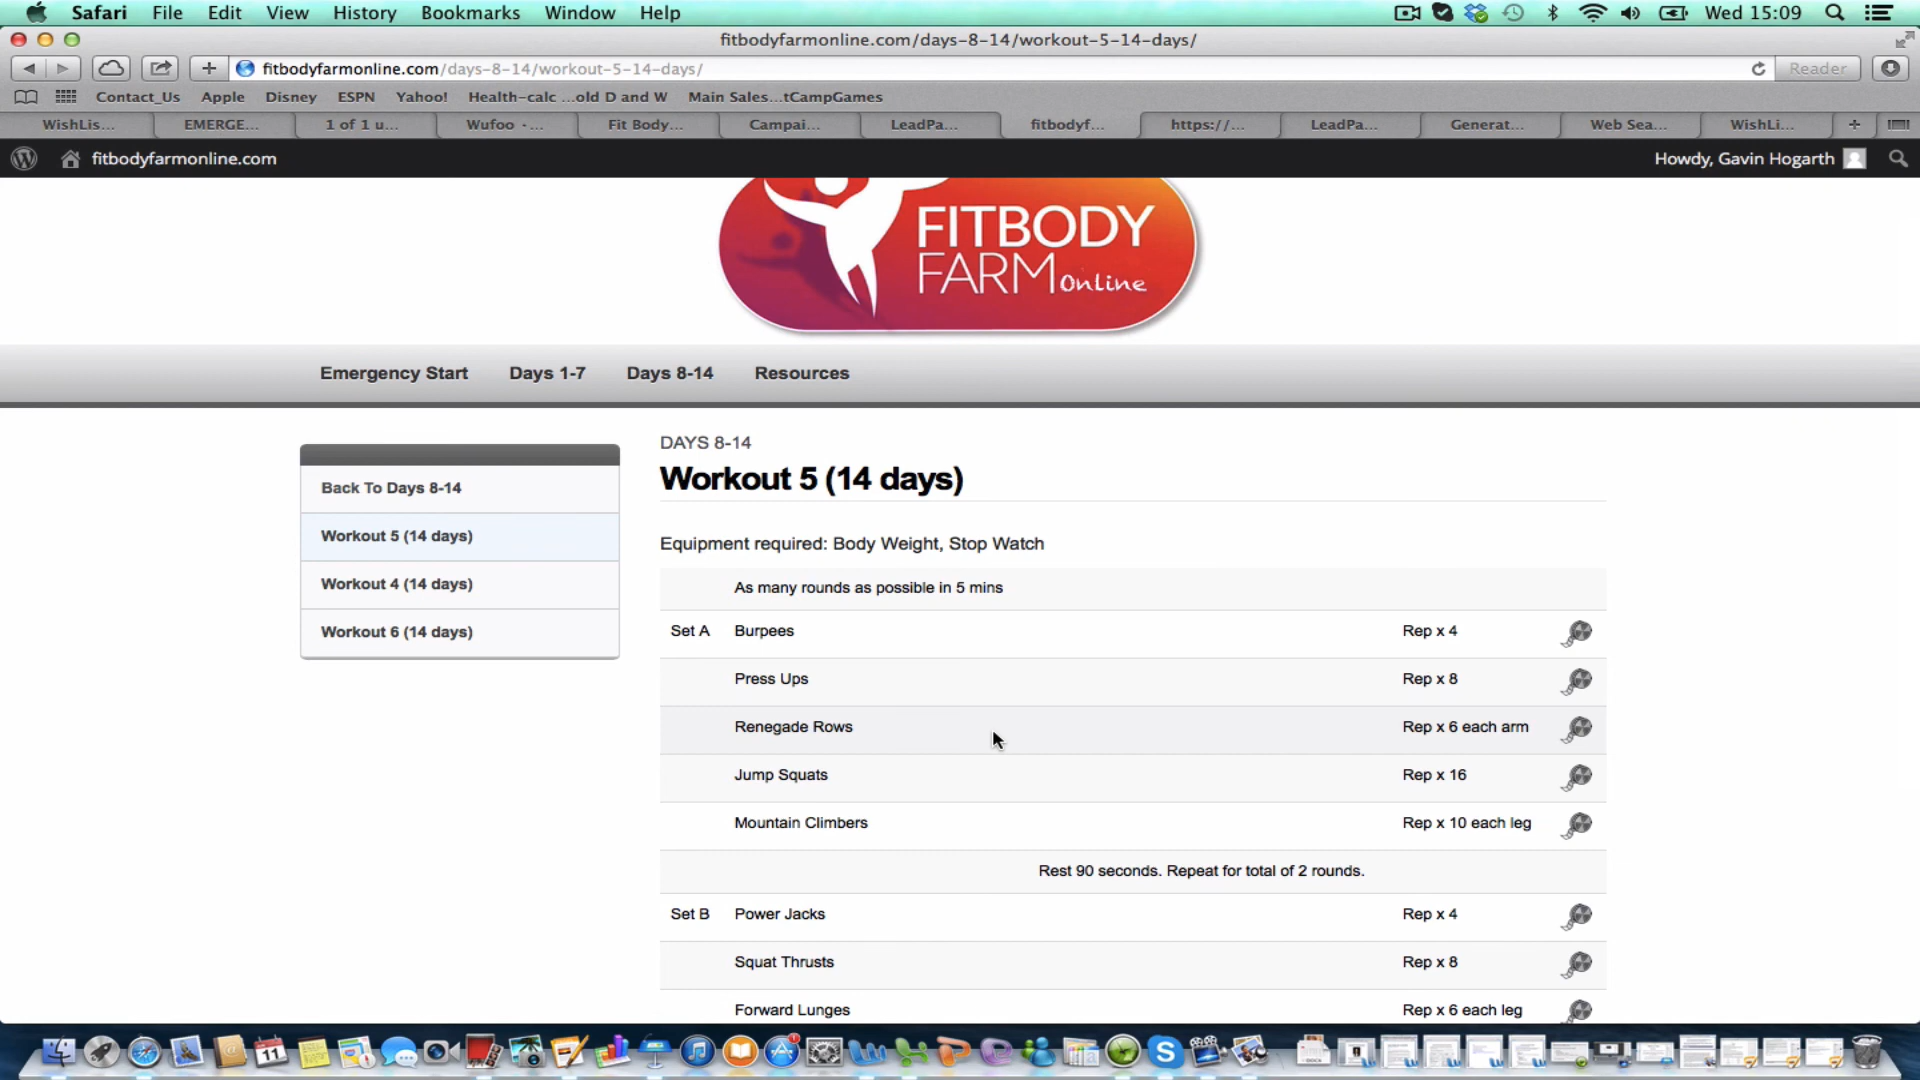 Safari File Edit View History Bookmarks Window Help Wed 15:09
fitbodyfarmonline.com/days-8-14/workout-5-14-days/
fitbodyfarmonline.com/days-8-14/workout-5-14-days/ Reader
Contact_Us Apple Disney ESPN Yahoo! Health-calc ...old D and W Main Sales...tCampGames
WishLis... EMERGE... 1 of 1 u... Wufoo - ... Fit Body... Campai... LeadPa... fitbodyf... https://... LeadPa... Generat... Web Sea... WishLi...
fitbodyfarmonline.com Howdy, Gavin Hogarth
FITBODY
FARM Online
Emergency Start Days 1-7 Days 8-14 Resources
Back To Days 8-14
Workout 5 (14 days)
Workout 4 (14 days)
Workout 6 (14 days)
DAYS 8-14
Workout 5 (14 days)
Equipment required: Body Weight, Stop Watch
As many rounds as possible in 5 mins
Set A Burpees Rep x 4
Press Ups Rep x 8
Renegade Rows Rep x 6 each arm
Jump Squats Rep x 16
Mountain Climbers Rep x 10 each leg
Rest 90 seconds. Repeat for total of 2 rounds.
Set B Power Jacks Rep x 4
Squat Thrusts Rep x 8
Forward Lunges Rep x 6 each leg
11